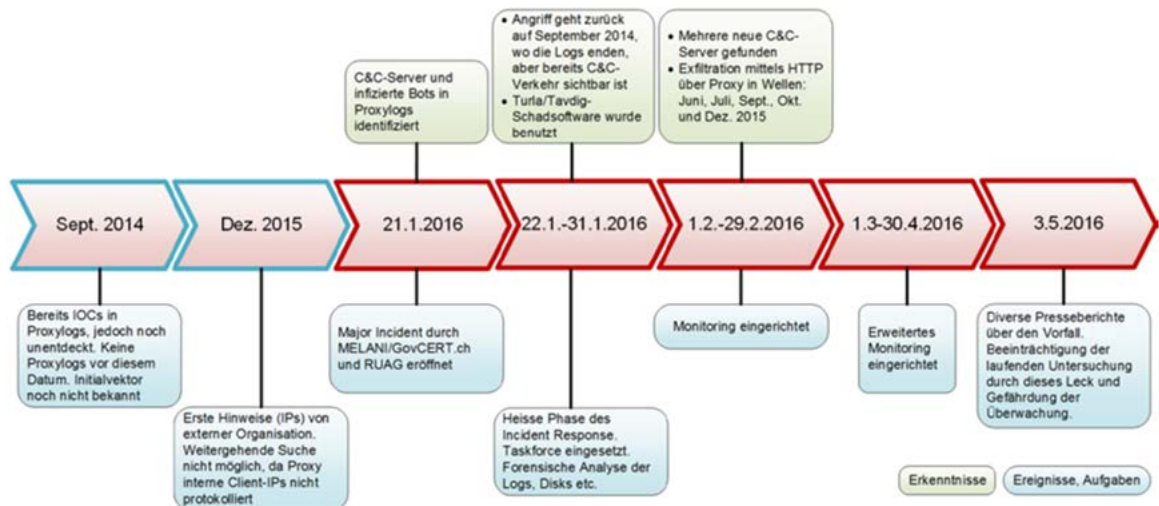 C&C-Server und
infizierte Bots in
Proxylogs
identifiziert
• Angriff geht zurück
auf September 2014,
wo die Logs enden,
aber bereits C&C-
Verkehr sichtbar ist
• Turla/Tavdig-
Schadsoftware wurde
benutzt
• Mehrere neue C&C-
Server gefunden
• Exfiltration mittels HTTP
über Proxy in Wellen:
Juni, Juli, Sept., Okt.
und Dez. 2015
Sept. 2014
Dez. 2015
21.1.2016
22.1.-31.1.2016
1.2.-29.2.2016
1.3-30.4.2016
3.5.2016
Bereits IOCs in
Proxylogs, jedoch noch
unentdeckt. Keine
Proxylogs vor diesem
Datum. Initialvektor
noch nicht bekannt
Erste Hinweise (IPs) von
externer Organisation.
Weitergehende Suche
nicht möglich, da Proxy
interne Client-IPs nicht
protokolliert
Major Incident durch
MELANI/GovCERT.ch
und RUAG eröffnet
Heisse Phase des
Incident Response.
Taskforce eingesetzt.
Forensische Analyse der
Logs, Disks etc.
Monitoring eingerichtet
Erweitertes
Monitoring
eingerichtet
Diverse Presseberichte
über den Vorfall.
Beeinträchtigung der
laufenden Untersuchung
durch dieses Leck und
Gefährdung der
Überwachung.
Erkenntnisse
Ereignisse, Aufgaben